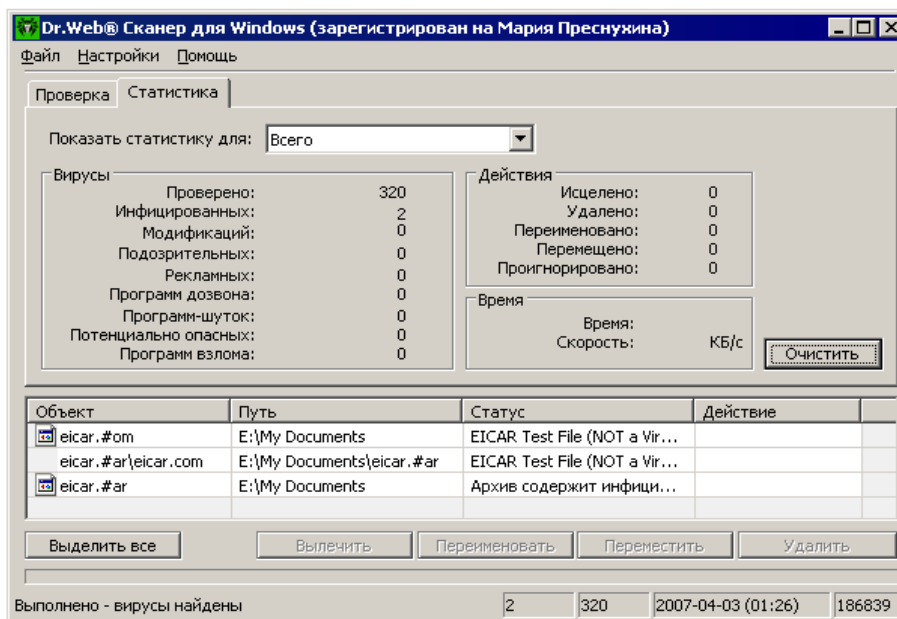 Dr.Web® Сканер для Windows (зарегистрирован на Мария Преснухина)
Файл Настройки Помощь
Проверка Статистика
Показать статистику для: Всего
Вирусы
Проверено: 320
Инфицированных: 2
Модификаций: 0
Подозрительных: 0
Рекламных: 0
Программ дозвона: 0
Программ-шуток: 0
Потенциально опасных: 0
Программ взлома: 0
Действия
Исцелено: 0
Удалено: 0
Переименовано: 0
Перемещено: 0
Проигнорировано: 0
Время
Время:
Скорость: КБ/с
Очистить
Объект Путь Статус Действие
eicar.#om E:\My Documents EICAR Test File (NOT a Vir...
eicar.#ar\eicar.com E:\My Documents\eicar.#ar EICAR Test File (NOT a Vir...
eicar.#ar E:\My Documents Архив содержит инфици...
Выделить все Вылечить Переименовать Переместить Удалить
Выполнено - вирусы найдены 2 320 2007-04-03 (01:26) 186839